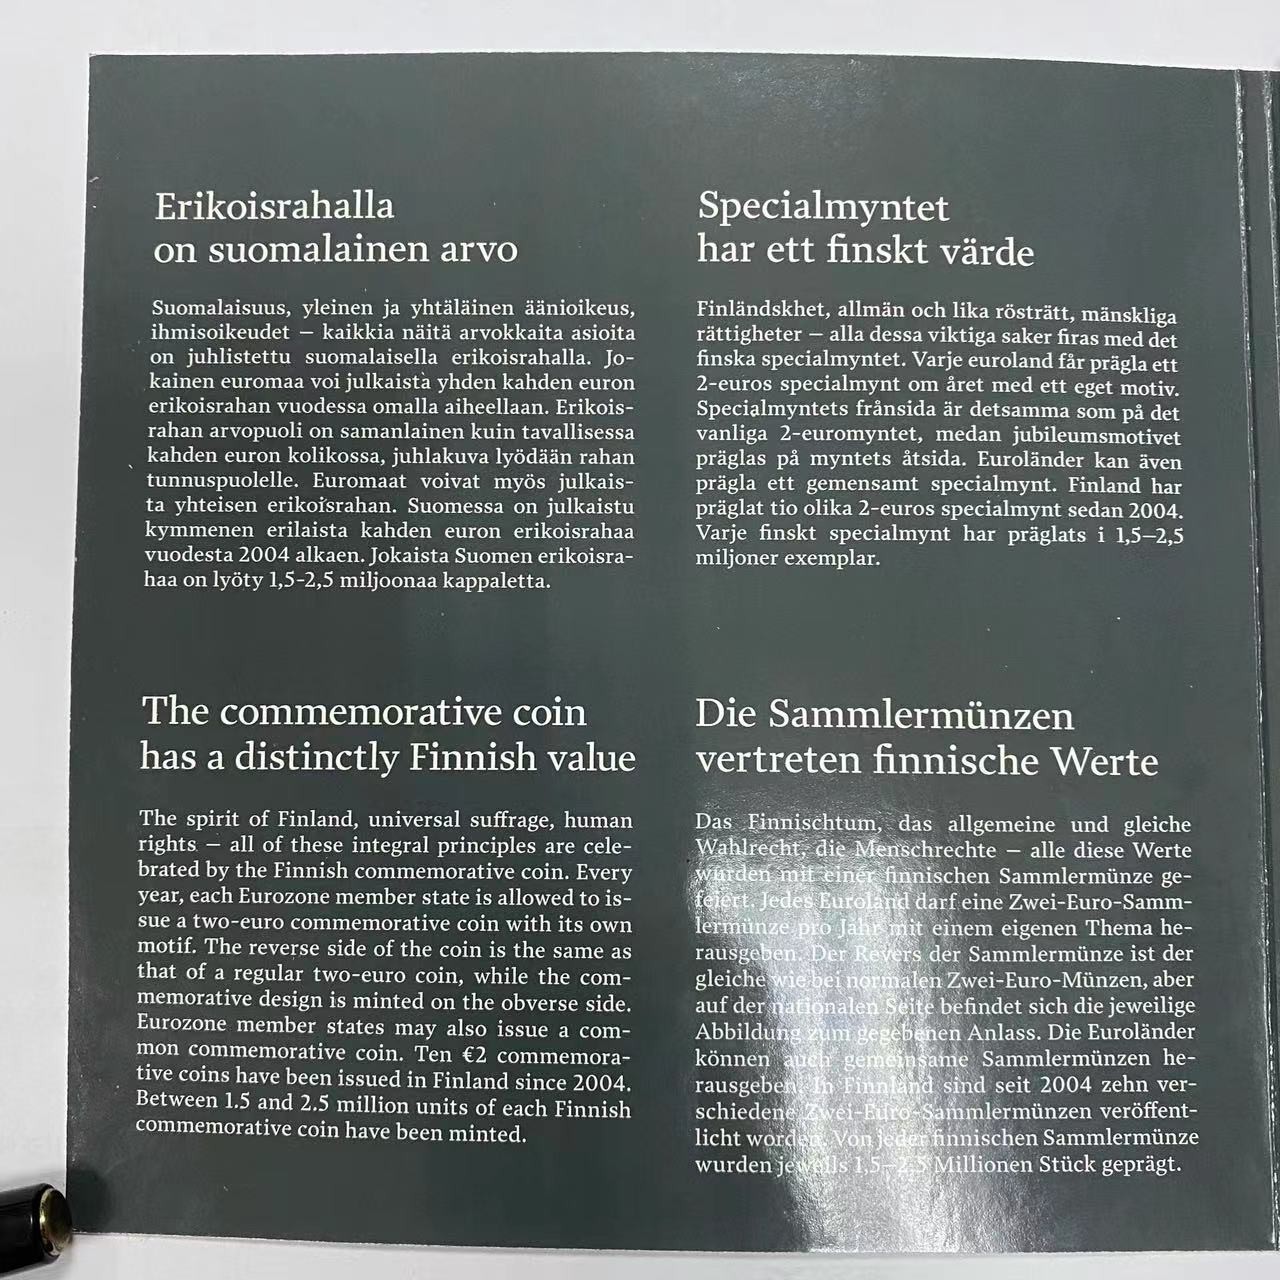 Erikoisrahalla
on suomalainen arvo
Suomalaisuus, yleinen ja yhtäläinen äänioikeus,
ihmisoikeudet – kaikkia näitä arvokkaita asioita
on juhlistettu suomalaisella erikoisrahalla. Jo-
kainen euromaa voi julkaista yhden kahden euron
erikoisrahan vuodessa omalla aiheellaan. Erikois-
rahan arvopuoli on samanlainen kuin tavallisessa
kahden euron kolikossa, juhlakuva lyödään rahan
tunnuspuolelle. Euromaat voivat myös julkais-
ta yhteisen erikoisrahan. Suomessa on julkaistu
kymmenen erilaista kahden euron erikoisrahaa
vuodesta 2004 alkaen. Jokaista Suomen erikoisra-
haa on lyöty 1,5-2,5 miljoonaa kappaletta.
Specialmyntet
har ett finskt värde
Finländskhet, allmän och lika rösträtt, mänskliga
rättigheter – alla dessa viktiga saker firas med det
finska specialmyntet. Varje euroland får prägla ett
2-euros specialmynt om året med ett eget motiv.
Specialmyntets frånsida är detsamma som på det
vanliga 2-euromyntet, medan jubileumsmotivet
präglas på myntets åtsida. Euroländer kan även
prägla ett gemensamt specialmynt. Finland har
präglat tio olika 2-euros specialmynt sedan 2004.
Varje finskt specialmynt har präglats i 1,5–2,5
miljoner exemplar.
The commemorative coin
has a distinctly Finnish value
The spirit of Finland, universal suffrage, human
rights – all of these integral principles are cele-
brated by the Finnish commemorative coin. Every
year, each Eurozone member state is allowed to is-
sue a two-euro commemorative coin with its own
motif. The reverse side of the coin is the same as
that of a regular two-euro coin, while the com-
memorative design is minted on the obverse side.
Eurozone member states may also issue a com-
mon commemorative coin. Ten €2 commemora-
tive coins have been issued in Finland since 2004.
Between 1.5 and 2.5 million units of each Finnish
commemorative coin have been minted.
Die Sammlermünzen
vertreten finnische Werte
Das Finnischtum, das allgemeine und gleiche
Wahlrecht, die Menschrechte – alle diese Werte
wurden mit einer finnischen Sammlermünze ge-
feiert. Jedes Euroland darf eine Zwei-Euro-Samm-
lermünze pro Jahr mit einem eigenen Thema he-
rausgeben. Der Revers der Sammlermünze ist der
gleiche wie bei normalen Zwei-Euro-Münzen, aber
auf der nationalen Seite befindet sich die jeweilige
Abbildung zum gegebenen Anlass. Die Euroländer
können auch gemeinsame Sammlermünzen he-
rausgeben. In Finnland sind seit 2004 zehn ver-
schiedene Zwei-Euro-Sammlermünzen veröffent-
licht worden. Von jeder finnischen Sammlermünze
wurden jeweils 1,5–2,5 Millionen Stück geprägt.